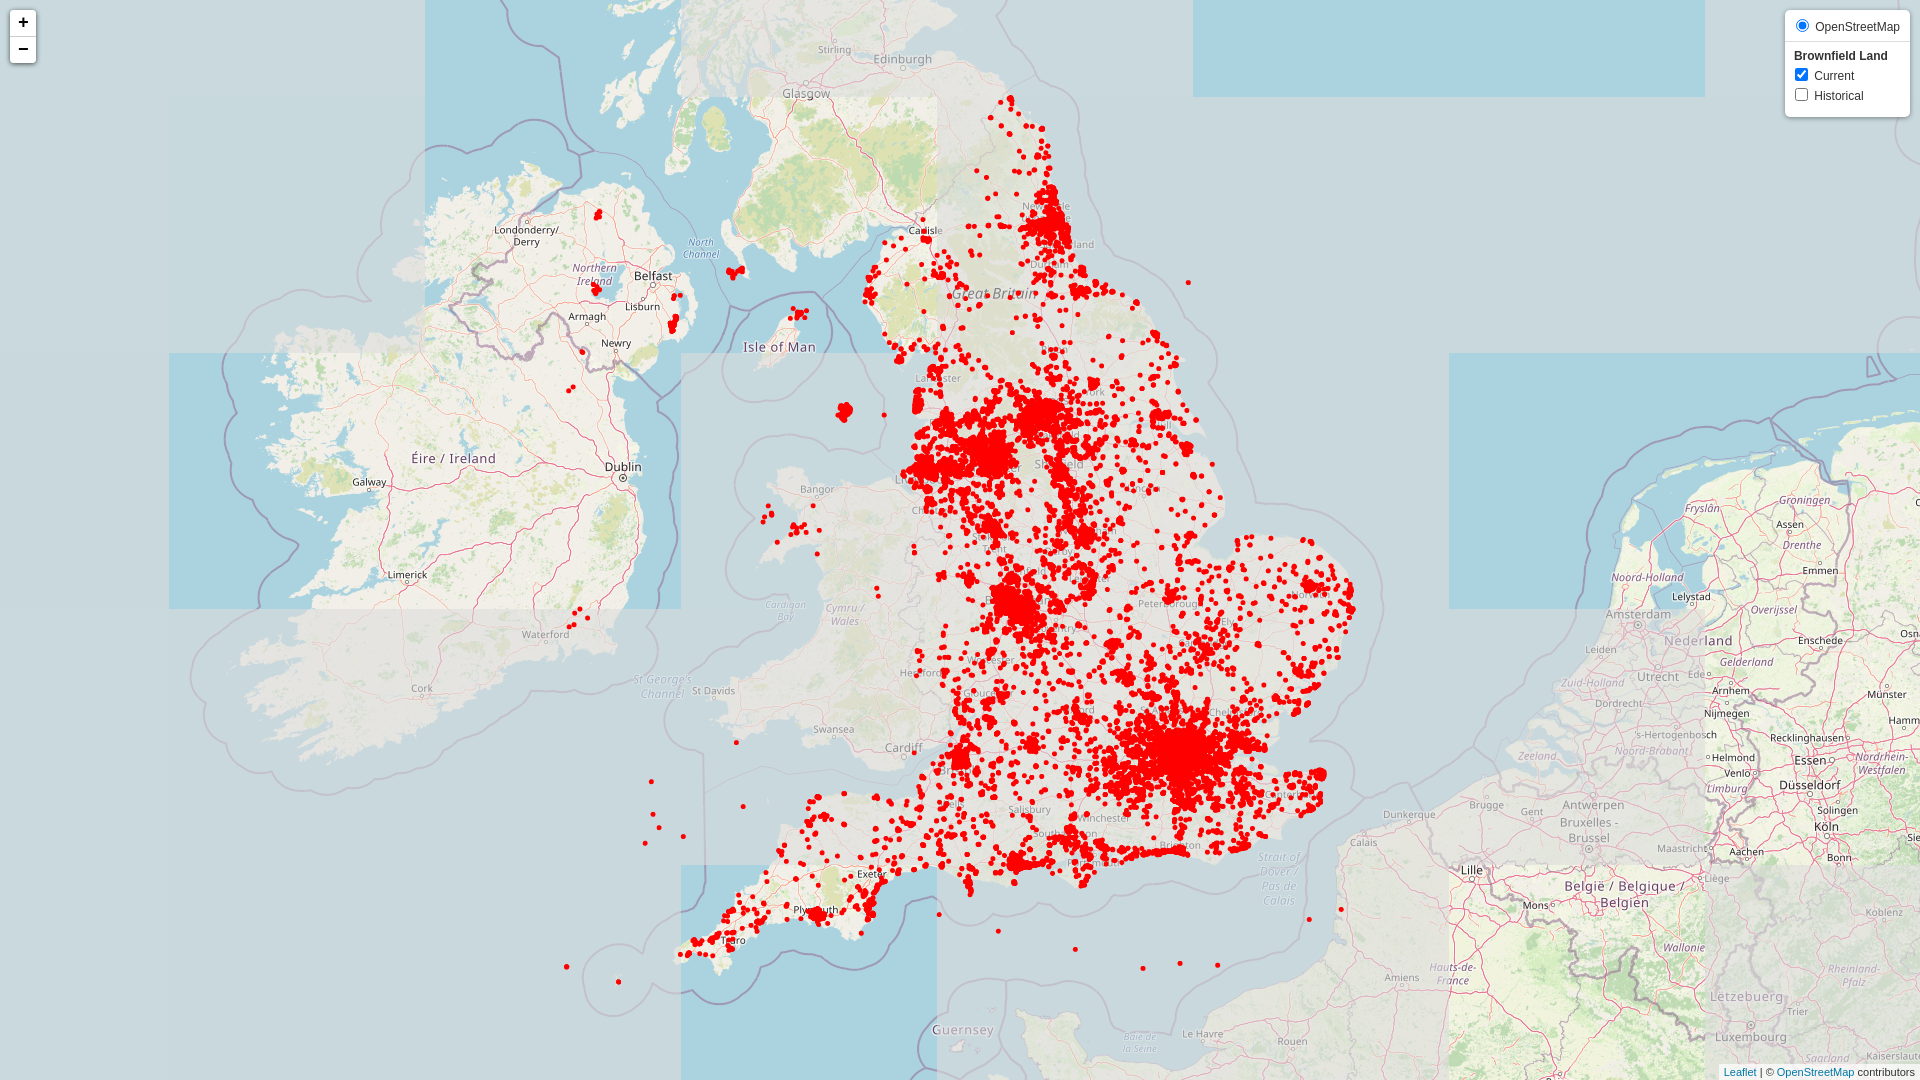 +
−
OpenStreetMap
Brownfield Land
Current
Historical
Stirling
Edinburgh
Glasgow
Londonderry/
Derry
North
Channel
Carlisle
Northern
Ireland
Belfast
Lisburn
Armagh
Great Britain
Newry
Isle of Man
Éire / Ireland
Dublin
Galway
Bangor
Limerick
Cardigan
Bay
Cymru /
Wales
Peterborough
Ely
Waterford
Cork
St George's
Channel
St Davids
Swansea
Cardiff
Salisbury
Winchester
Brighton
Exeter
Plymouth
Truro
Guernsey
Strait of
Dover /
Pas de
Calais
Baie de
la Seine
Le Havre
Rouen
Amiens
Hauts-de-
France
Calais
Dunkerque
Lille
Brugge
Gent
Antwerpen
Bruxelles -
Brussel
België / Belgique /
Belgien
Mons
Wallonie
Liège
Maastricht
Aachen
Zeeland
Noord-Brabant
's-Hertogenbosch
Helmond
Venlo
Limburg
Zuid-Holland
Dordrecht
Leiden
Utrecht
Ede
Arnhem
Nijmegen
Gelderland
Amsterdam
Nederland
Noord-Holland
Lelystad
Fryslân
Groningen
Assen
Drenthe
Emmen
Overijssel
Enschede
Münster
Recklinghausen
Essen
Düsseldorf
Solingen
Köln
Bonn
Nordrhein-
Westfalen
Koblenz
Rheinland-
Pfalz
Lëtzebuerg
Luxembourg
Trier
Saarland
Kaiserslaute
Leaflet | © OpenStreetMap contributors